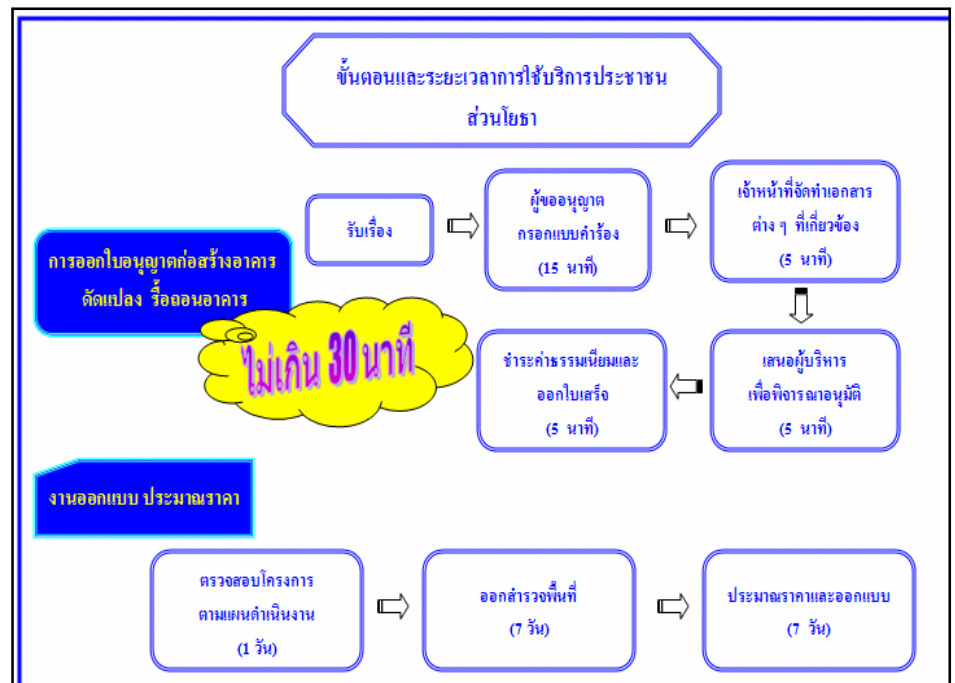 ขั้นตอนและระยะเวลาการใช้บริการประชาชน
ส่วนโยธา
การออกใบอนุญาตก่อสร้างอาคาร
ดัดแปลง รื้อถอนอาคาร
รับเรื่อง
ผู้ขออนุญาต
กรอกแบบคำร้อง
(15 นาที)
เจ้าหน้าที่จัดทำเอกสาร
ต่าง ๆ ที่เกี่ยวข้อง
(5 นาที)
เสนอผู้บริหาร
เพื่อพิจารณาอนุมัติ
(5 นาที)
ชำระค่าธรรมเนียมและ
ออกใบเสร็จ
(5 นาที)
ไม่เกิน 30 นาที
งานออกแบบ ประมาณราคา
ตรวจสอบโครงการ
ตามแผนดำเนินงาน
(1 วัน)
ออกสำรวจพื้นที่
(7 วัน)
ประมาณราคาและออกแบบ
(7 วัน)